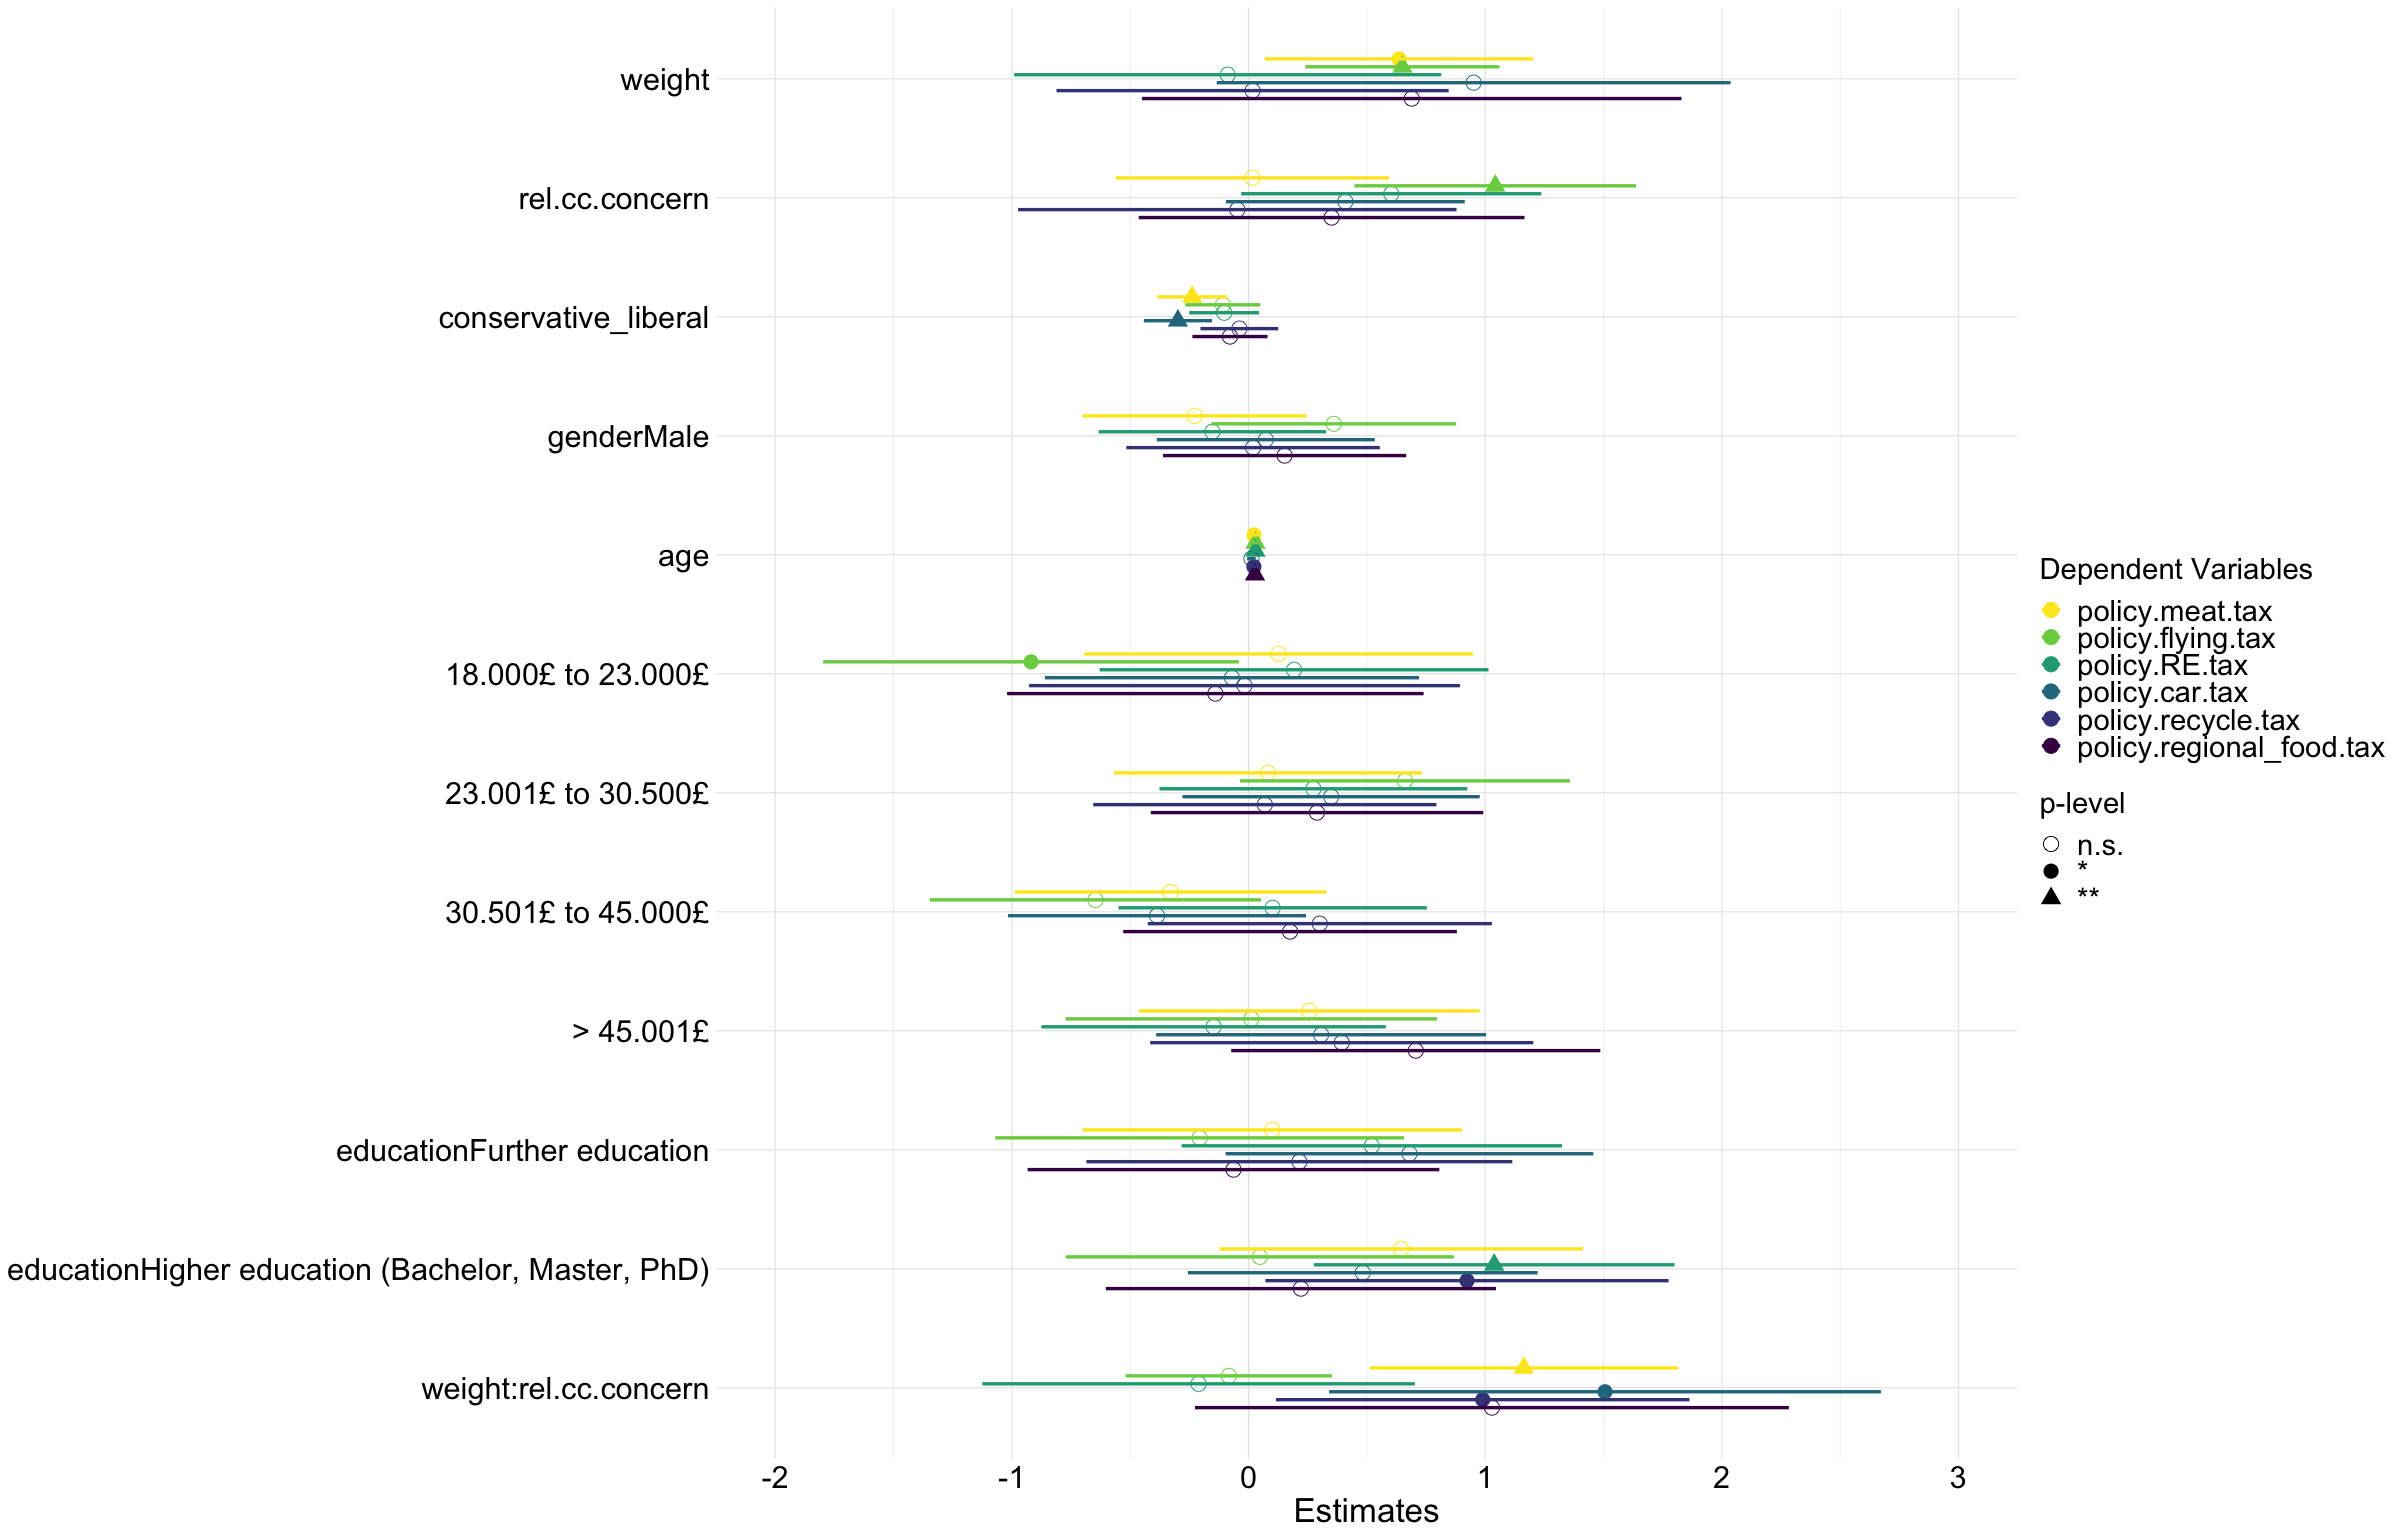 weight
rel.cc.concern
conservative_liberal
genderMale
age
18.000£ to 23.000£
23.001£ to 30.500£
30.501£ to 45.000£
> 45.001£
educationFurther education
educationHigher education (Bachelor, Master, PhD)
weight:rel.cc.concern
-2 -1 0 1 2 3
Estimates
Dependent Variables
policy.meat.tax
policy.flying.tax
policy.RE.tax
policy.car.tax
policy.recycle.tax
policy.regional_food.tax
p-level
n.s.
*
**